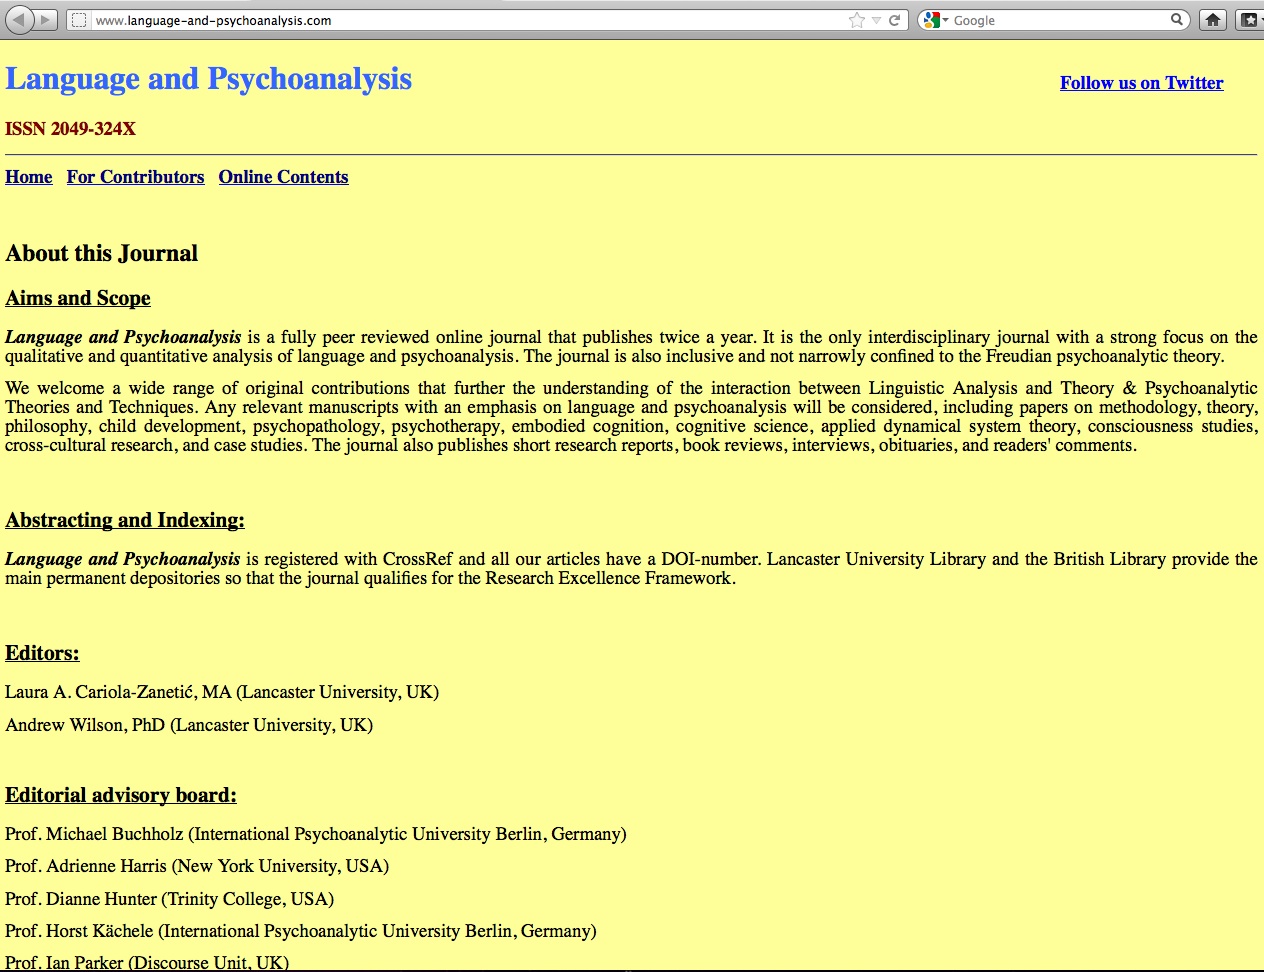 www.language-and-psychoanalysis.com
Google
Language and Psychoanalysis
Follow us on Twitter
ISSN 2049-324X
Home For Contributors Online Contents
About this Journal
Aims and Scope
Language and Psychoanalysis is a fully peer reviewed online journal that publishes twice a year. It is the only interdisciplinary journal with a strong focus on the
qualitative and quantitative analysis of language and psychoanalysis. The journal is also inclusive and not narrowly confined to the Freudian psychoanalytic theory.
We welcome a wide range of original contributions that further the understanding of the interaction between Linguistic Analysis and Theory & Psychoanalytic
Theories and Techniques. Any relevant manuscripts with an emphasis on language and psychoanalysis will be considered, including papers on methodology, theory,
philosophy, child development, psychopathology, psychotherapy, embodied cognition, cognitive science, applied dynamical system theory, consciousness studies,
cross-cultural research, and case studies. The journal also publishes short research reports, book reviews, interviews, obituaries, and readers' comments.
Abstracting and Indexing:
Language and Psychoanalysis is registered with CrossRef and all our articles have a DOI-number. Lancaster University Library and the British Library provide the
main permanent depositories so that the journal qualifies for the Research Excellence Framework.
Editors:
Laura A. Cariola-Zanetić, MA (Lancaster University, UK)
Andrew Wilson, PhD (Lancaster University, UK)
Editorial advisory board:
Prof. Michael Buchholz (International Psychoanalytic University Berlin, Germany)
Prof. Adrienne Harris (New York University, USA)
Prof. Dianne Hunter (Trinity College, USA)
Prof. Horst Kächele (International Psychoanalytic University Berlin, Germany)
Prof. Ian Parker (Discourse Unit, UK)